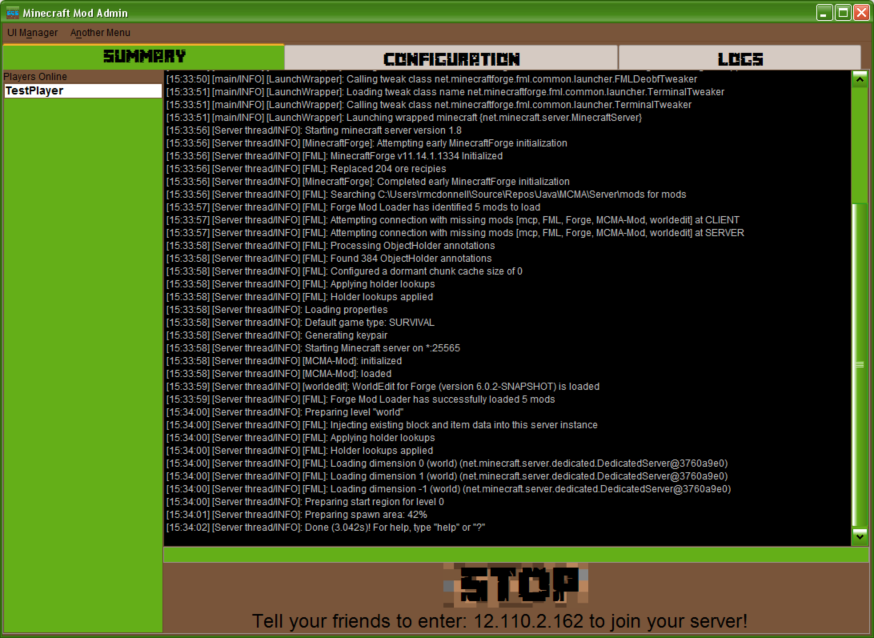 Minecraft Mod Admin
UI Manager Another Menu
SUMMARY CONFIGURATION LOGS
Players Online
TestPlayer
[15:33:50] [main/INFO] [LaunchWrapper]: Calling tweak class net.minecraftforge.fml.common.launcher.FMLDeobfTweaker
[15:33:51] [main/INFO] [LaunchWrapper]: Loading tweak class name net.minecraftforge.fml.common.launcher.TerminalTweaker
[15:33:51] [main/INFO] [LaunchWrapper]: Calling tweak class net.minecraftforge.fml.common.launcher.TerminalTweaker
[15:33:51] [main/INFO] [LaunchWrapper]: Launching wrapped minecraft {net.minecraft.server.MinecraftServer}
[15:33:56] [Server thread/INFO]: Starting minecraft server version 1.8
[15:33:56] [Server thread/INFO] [MinecraftForge]: Attempting early MinecraftForge initialization
[15:33:56] [Server thread/INFO] [FML]: MinecraftForge v11.14.1.1334 Initialized
[15:33:56] [Server thread/INFO] [FML]: Replaced 204 ore recipies
[15:33:56] [Server thread/INFO] [MinecraftForge]: Completed early MinecraftForge initialization
[15:33:56] [Server thread/INFO] [FML]: Searching C:\Users\rmcdonnell\Source\Repos\Java\MCMA\Server\mods for mods
[15:33:57] [Server thread/INFO] [FML]: Forge Mod Loader has identified 5 mods to load
[15:33:57] [Server thread/INFO] [FML]: Attempting connection with missing mods [mcp, FML, Forge, MCMA-Mod, worldedit] at CLIENT
[15:33:57] [Server thread/INFO] [FML]: Attempting connection with missing mods [mcp, FML, Forge, MCMA-Mod, worldedit] at SERVER
[15:33:58] [Server thread/INFO] [FML]: Processing ObjectHolder annotations
[15:33:58] [Server thread/INFO] [FML]: Found 384 ObjectHolder annotations
[15:33:58] [Server thread/INFO] [FML]: Configured a dormant chunk cache size of 0
[15:33:58] [Server thread/INFO] [FML]: Applying holder lookups
[15:33:58] [Server thread/INFO] [FML]: Holder lookups applied
[15:33:58] [Server thread/INFO]: Loading properties
[15:33:58] [Server thread/INFO]: Default game type: SURVIVAL
[15:33:58] [Server thread/INFO]: Generating keypair
[15:33:58] [Server thread/INFO]: Starting Minecraft server on *:25565
[15:33:58] [Server thread/INFO] [MCMA-Mod]: initialized
[15:33:58] [Server thread/INFO] [MCMA-Mod]: loaded
[15:33:59] [Server thread/INFO] [worldedit]: WorldEdit for Forge (version 6.0.2-SNAPSHOT) is loaded
[15:33:59] [Server thread/INFO] [FML]: Forge Mod Loader has successfully loaded 5 mods
[15:34:00] [Server thread/INFO]: Preparing level "world"
[15:34:00] [Server thread/INFO] [FML]: Injecting existing block and item data into this server instance
[15:34:00] [Server thread/INFO] [FML]: Applying holder lookups
[15:34:00] [Server thread/INFO] [FML]: Holder lookups applied
[15:34:00] [Server thread/INFO] [FML]: Loading dimension 0 (world) (net.minecraft.server.dedicated.DedicatedServer@3760a9e0)
[15:34:00] [Server thread/INFO] [FML]: Loading dimension 1 (world) (net.minecraft.server.dedicated.DedicatedServer@3760a9e0)
[15:34:00] [Server thread/INFO] [FML]: Loading dimension -1 (world) (net.minecraft.server.dedicated.DedicatedServer@3760a9e0)
[15:34:00] [Server thread/INFO]: Preparing start region for level 0
[15:34:01] [Server thread/INFO]: Preparing spawn area: 42%
[15:34:02] [Server thread/INFO]: Done (3.042s)! For help, type "help" or "?"
STOP
Tell your friends to enter: 12.110.2.162 to join your server!